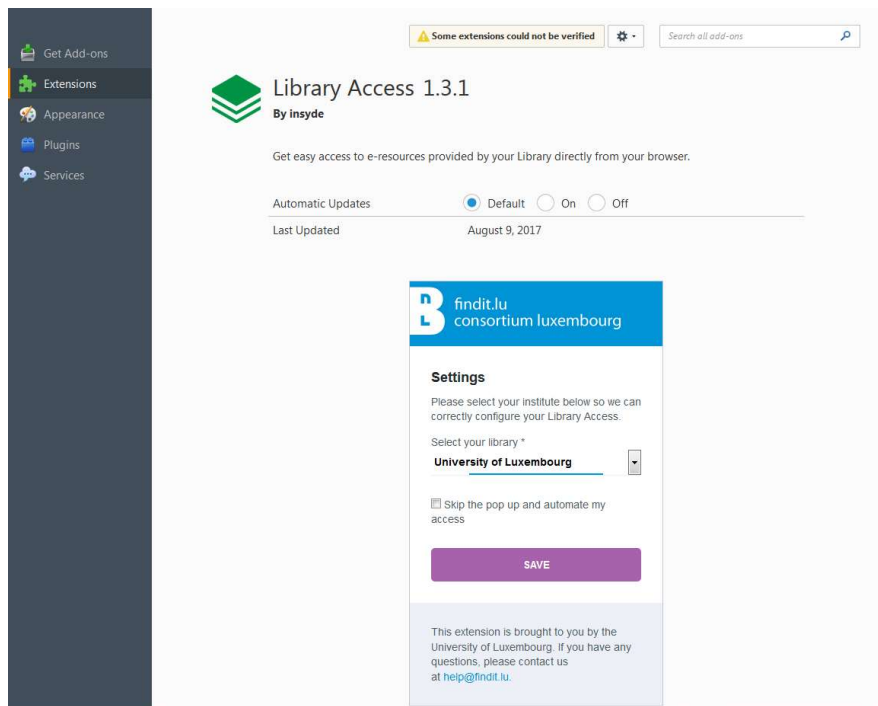 Some extensions could not be verified
Search all add-ons
Get Add-ons
Extensions
Appearance
Plugins
Services
Library Access 1.3.1
By insyde
Get easy access to e-resources provided by your Library directly from your browser.
Automatic Updates
Default On Off
Last Updated
August 9, 2017
B
n
L
findit.lu
consortium luxembourg
Settings
Please select your institute below so we can
correctly configure your Library Access.
Select your library *
University of Luxembourg
Skip the pop up and automate my
access
SAVE
This extension is brought to you by the
University of Luxembourg. If you have any
questions, please contact us
at help@findit.lu.